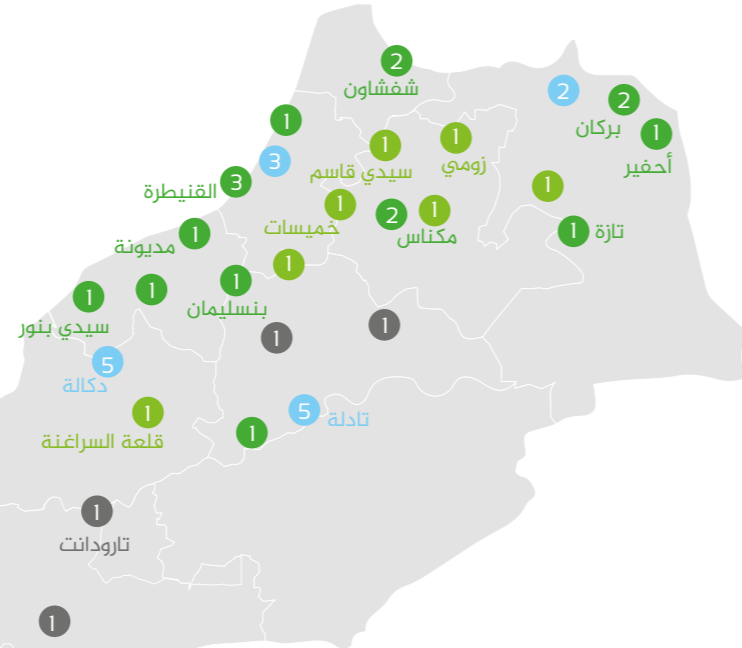 2
شفشاون
2
2
بركان
1
أحفير
1
3
1
سيدي قاسم
1
زومي
3
القنيطرة
1
1
خميسات
2
مكناس
1
1
تازة
1
مديونة
1
1
بنسليمان
1
1
سيدي بنور
1
1
5
دكالة
1
قلعة السراغنة
5
تادلة
1
1
تارودانت
1